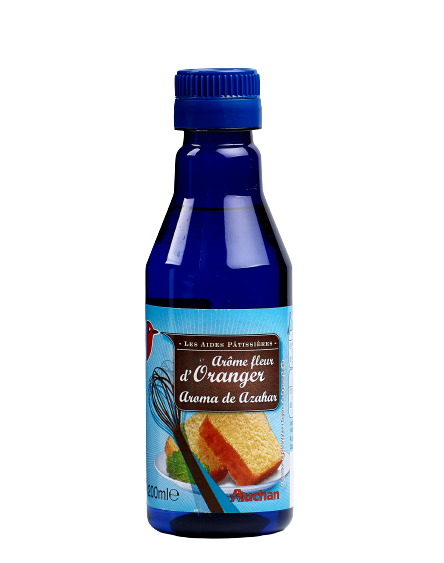 · LES AIDES PÂTISSIÈRES ·
Arôme fleur
d'Oranger
Aroma de Azahar
200ml e
Auchan